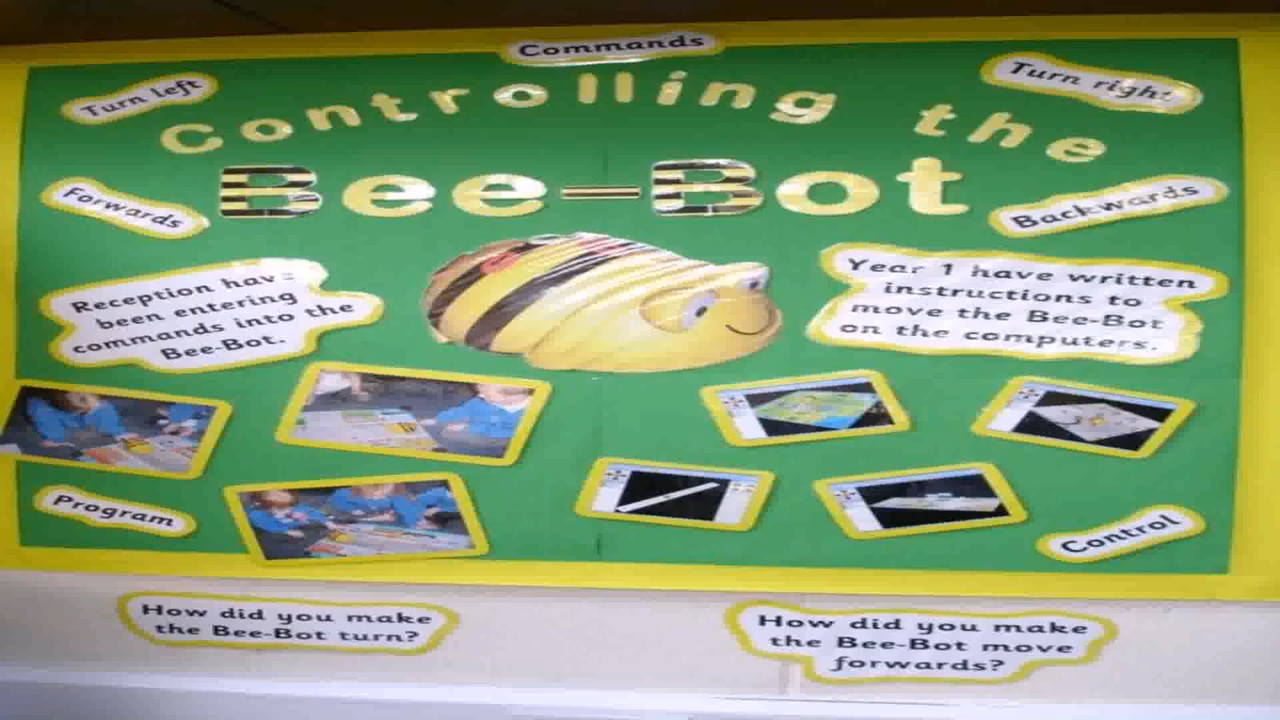 Commands
Turn left
Turn right
Controlling the
Bee-Bot
Forwards
Backwards
Reception have
been entering
commands into the
Bee-Bot.
Year 1 have written
instructions to
move the Bee-Bot
on the computers.
Program
Control
How did you make
the Bee-Bot turn?
How did you make
the Bee-Bot move
forwards?